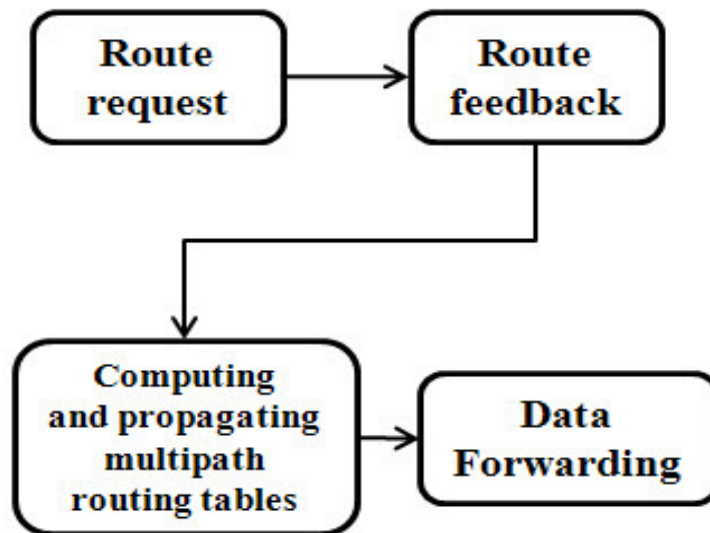 Route
request
Route
feedback
Computing
and propagating
multipath
routing tables
Data
Forwarding